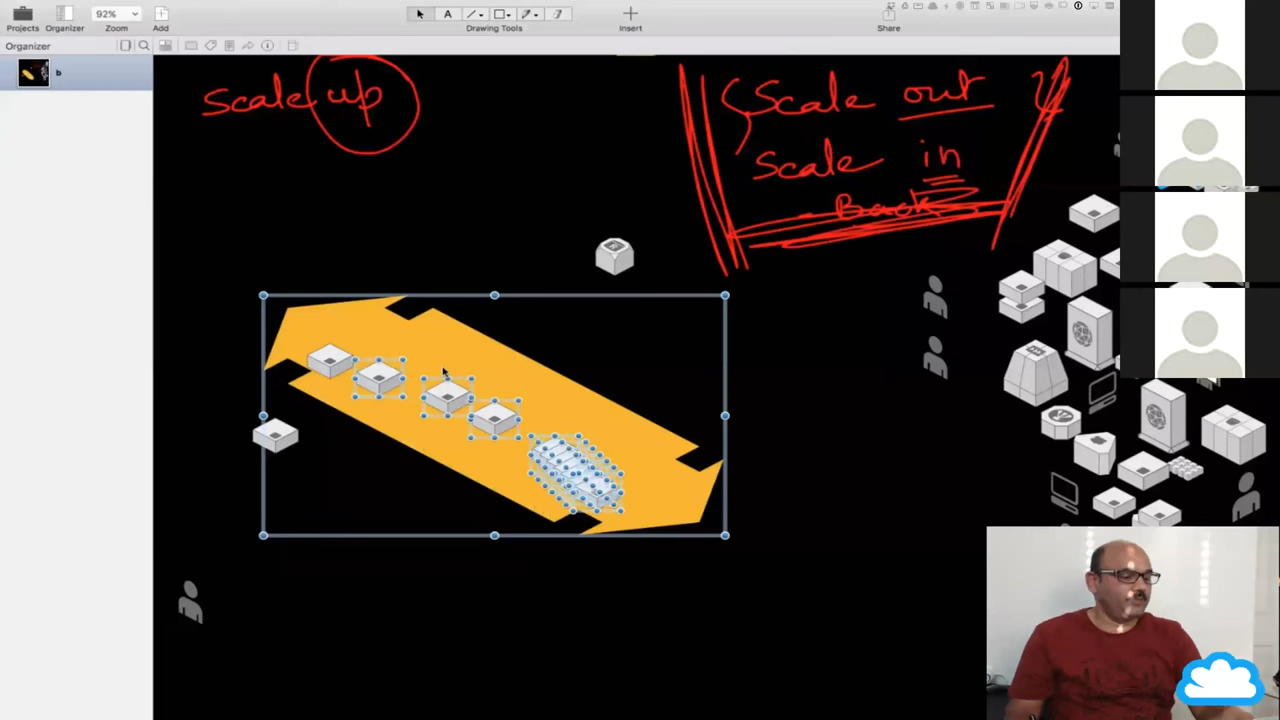 92%
Projects
Organizer
Zoom
Add
Drawing Tools
Insert
Share
Organizer
b
Scale up
Scale out
Scale in
Back